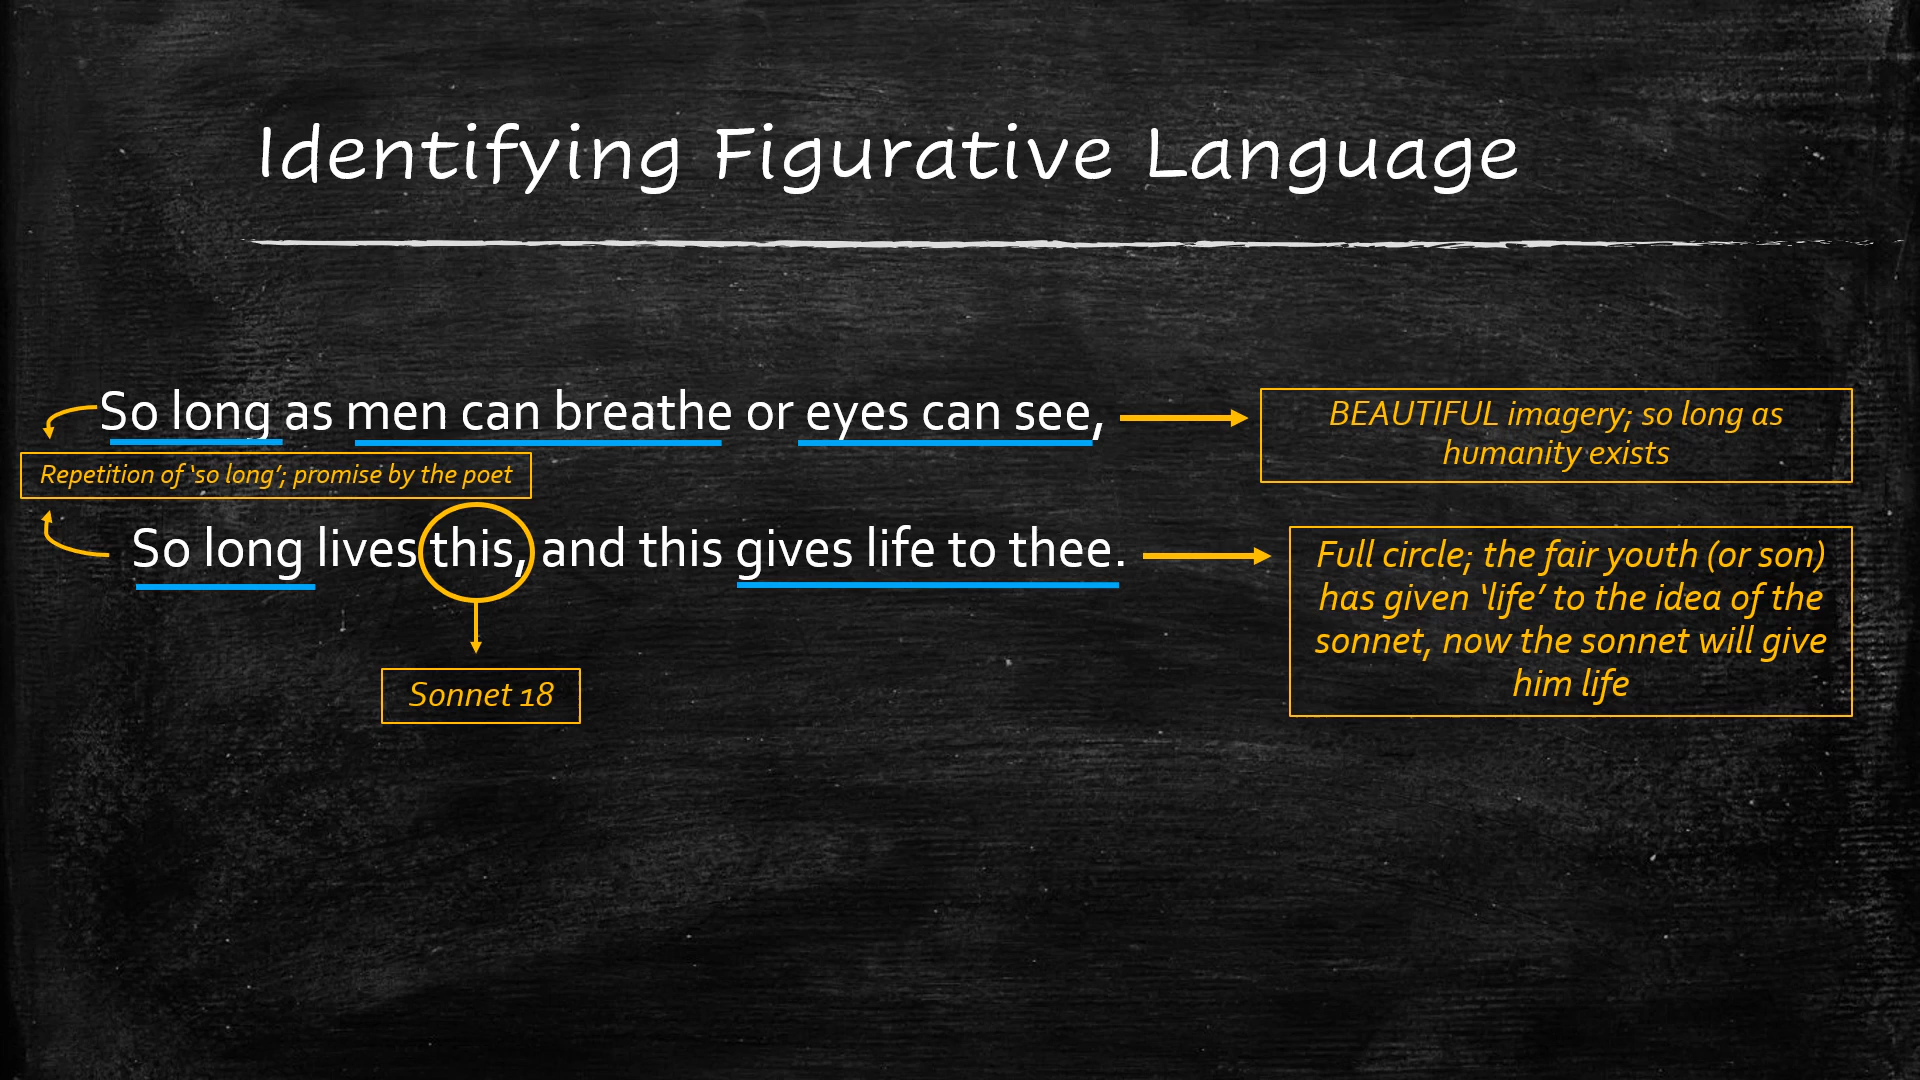 Identifying Figurative Language
So long as men can breathe or eyes can see,
BEAUTIFUL imagery; so long as
humanity exists
Repetition of ‘so long’; promise by the poet
So long lives this, and this gives life to thee.
Full circle; the fair youth (or son)
has given ‘life’ to the idea of the
sonnet, now the sonnet will give
him life
Sonnet 18